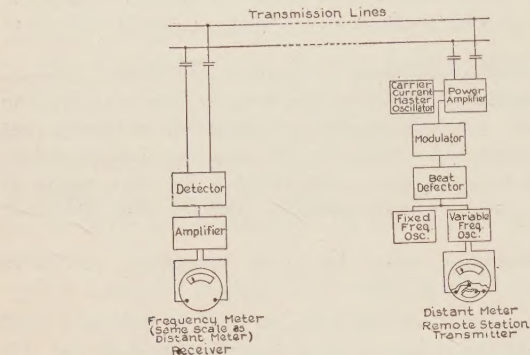 Transmission Lines
Carrier
Current
Master
Oscillator
Power
Amplifier
Modulator
Beat
Detector
Fixed
Freq.
Osc.
Variable
Freq.
Osc.
Distant Meter
Remote Station
Transmitter
Detector
Amplifier
Frequency Meter
(Same Scale as
Distant Meter)
Receiver